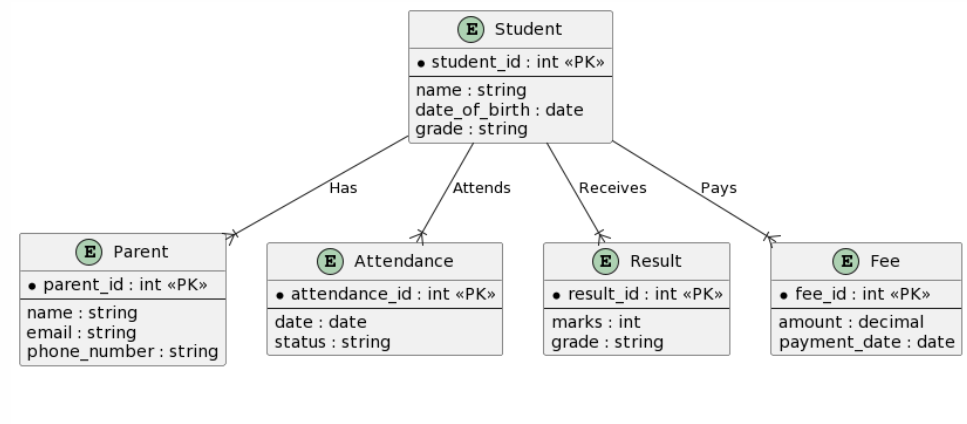 E Student
* student_id : int «PK»
name : string
date_of_birth : date
grade : string
Has
Attends
Receives
Pays
E Parent
* parent_id : int «PK»
name : string
email : string
phone_number : string
E Attendance
* attendance_id : int «PK»
date : date
status : string
E Result
* result_id : int «PK»
marks : int
grade : string
E Fee
* fee_id : int «PK»
amount : decimal
payment_date : date